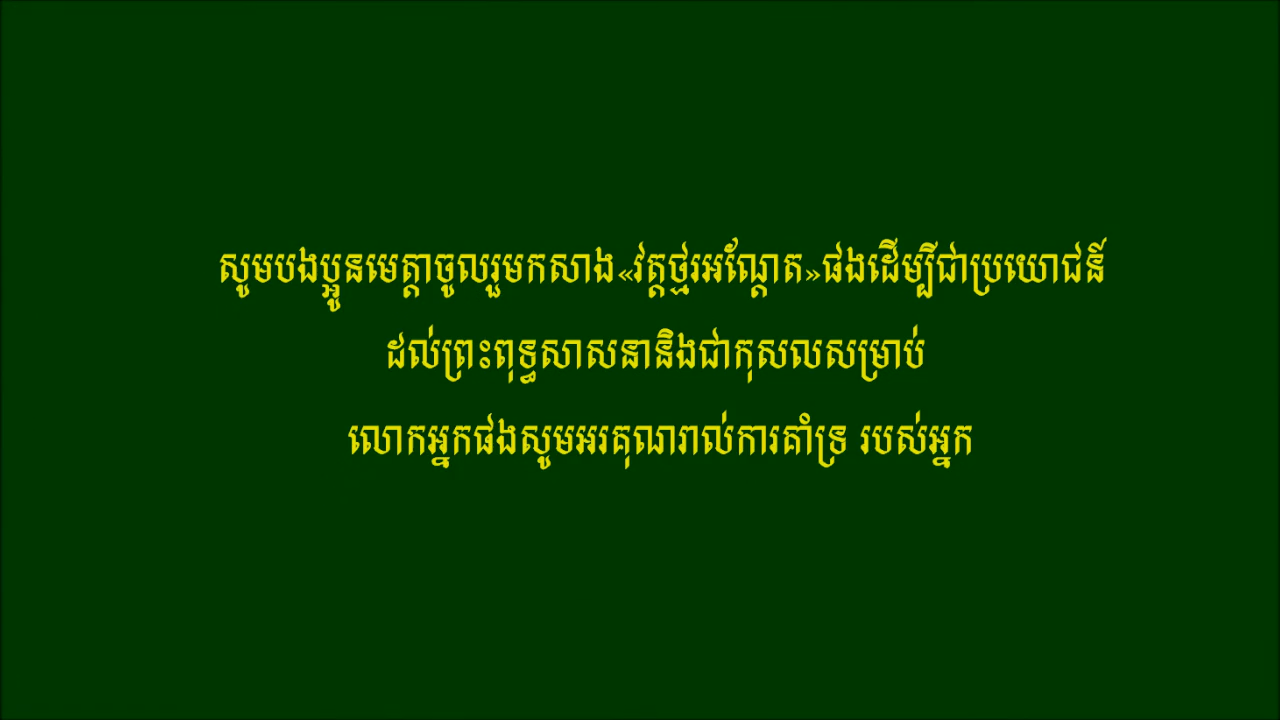 សូមបងប្អូនមេត្តាចូលរួមកសាង«វត្តថ្មរអណ្ដែត»ផងដើម្បីជាប្រយោជន៍
ដល់ព្រះពុទ្ធសាសនានិងជាកុសលសម្រាប់
លោកអ្នកផងសូមអរគុណរាល់ការគាំទ្រ របស់អ្នក